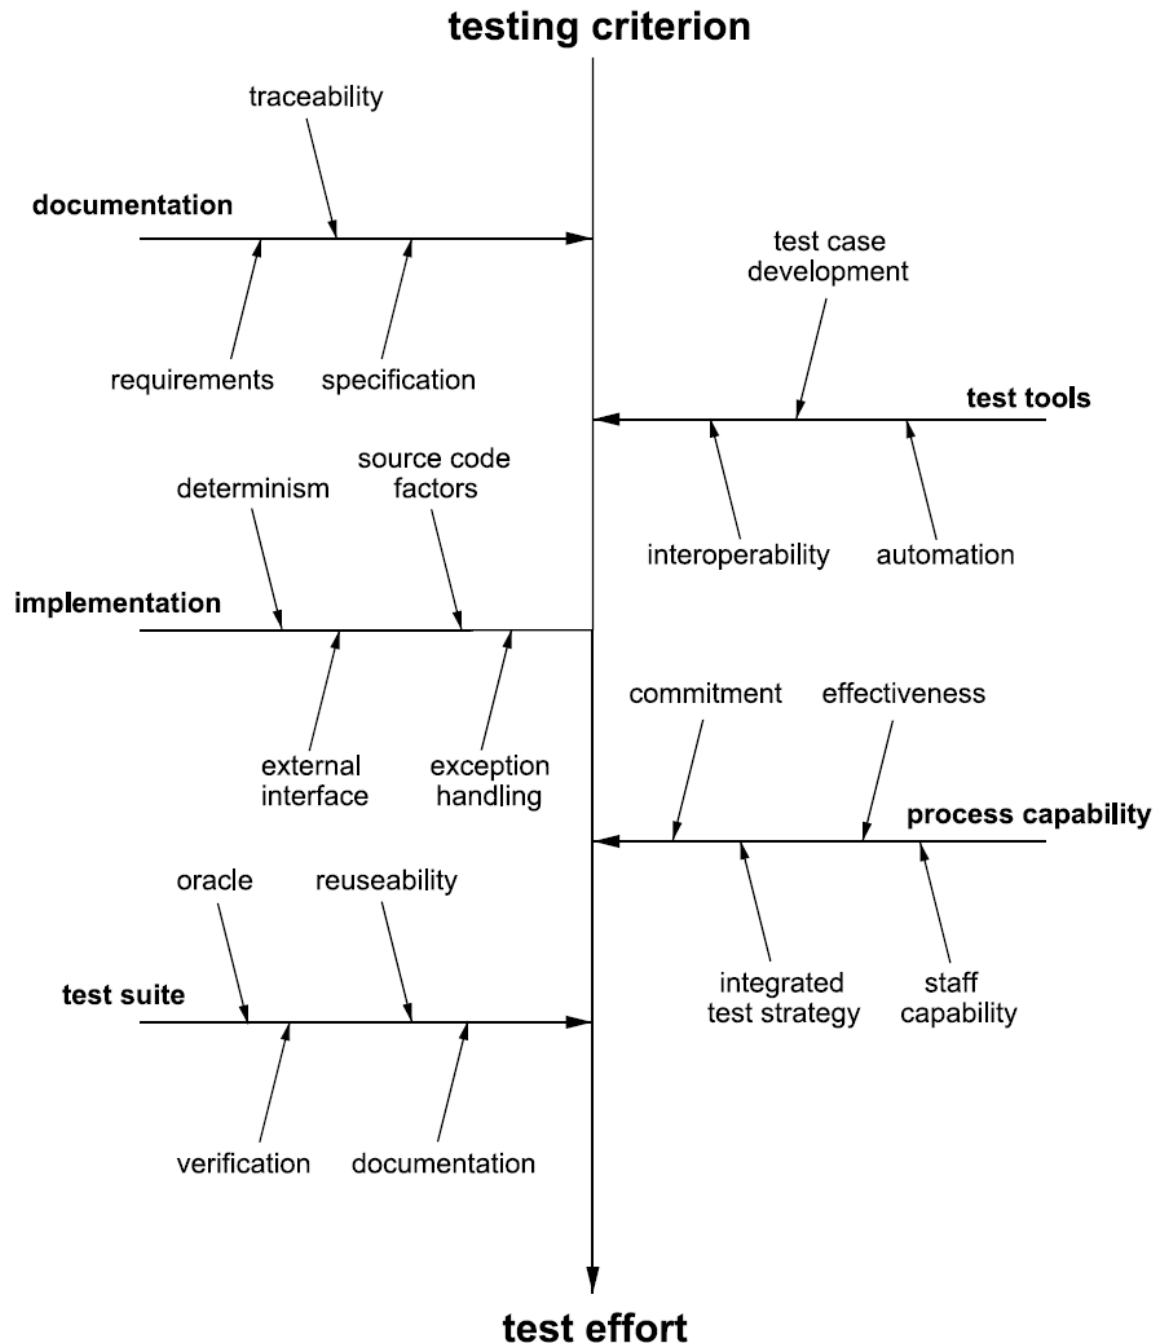 testing criterion
traceability
documentation
test case
development
requirements
specification
test tools
source code
factors
determinism
interoperability
automation
implementation
commitment
effectiveness
external
interface
exception
handling
process capability
oracle
reuseability
integrated
test strategy
staff
capability
test suite
verification
documentation
test effort